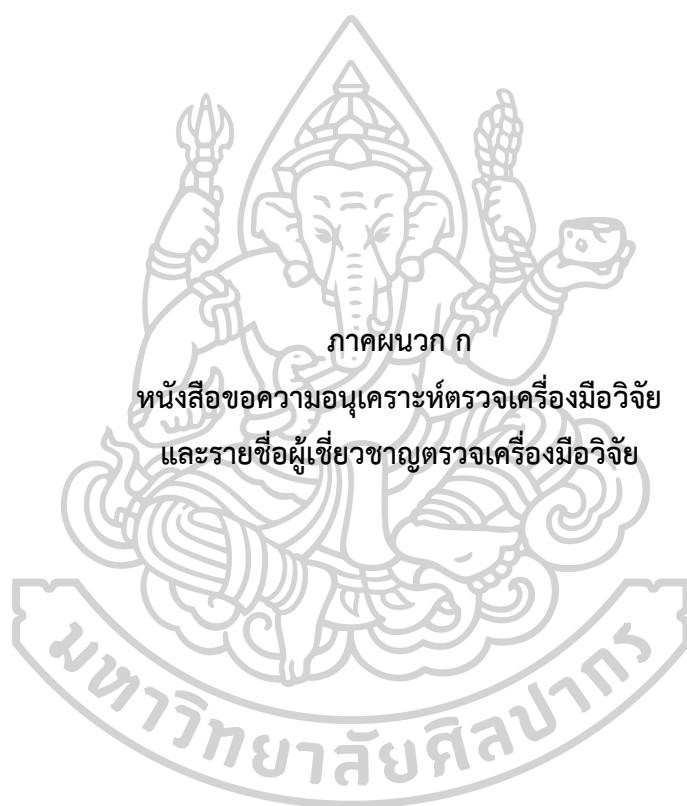 ภาคผนวก ก
หนังสือขอความอนุเคราะห์ตรวจเครื่องมือวิจัย
และรายชื่อผู้เชี่ยวชาญตรวจเครื่องมือวิจัย
มหาวิทยาลัยศิลปากร